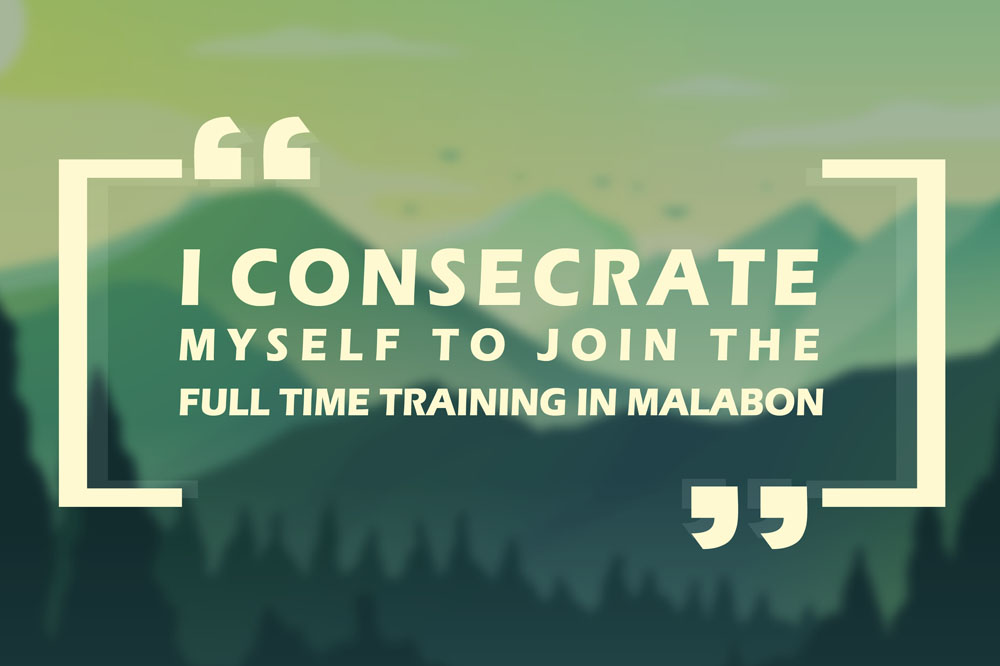 “
I CONSECRATE
MYSELF TO JOIN THE
FULL TIME TRAINING IN MALABON
”